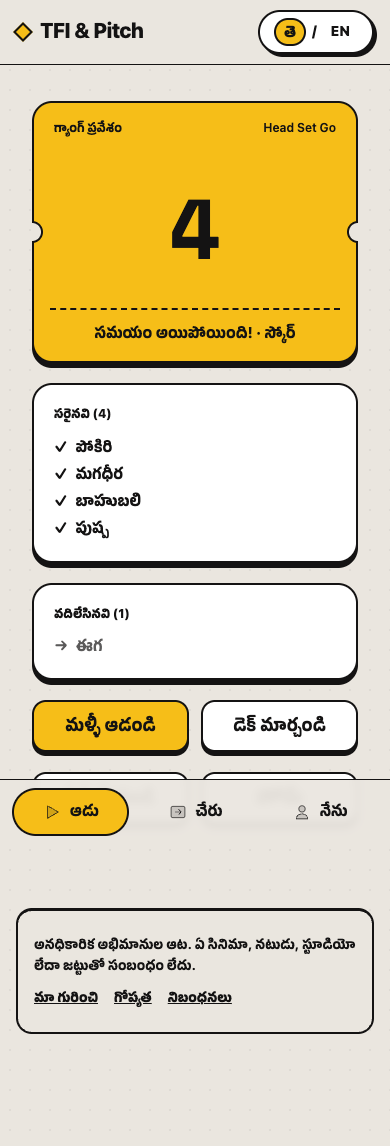 TFI & Pitch
తె / EN
గ్యాంగ్ ప్రవేశం
Head Set Go
4
సమయం అయిపోయింది! · స్కోర్
సరైనవి (4)
✓ పోకిరి
✓ మగధీర
✓ బాహుబలి
✓ పుష్ప
వదిలేసినవి (1)
→ ఈగ
మళ్ళీ ఆడండి
డెక్ మార్చండి
ఆడు
చేరు
నేను
అనధికారిక అభిమానుల ఆట. ఏ సినిమా, నటుడు, స్టూడియో
లేదా జట్టుతో సంబంధం లేదు.
మా గురించి గోప్యత నిబంధనలు